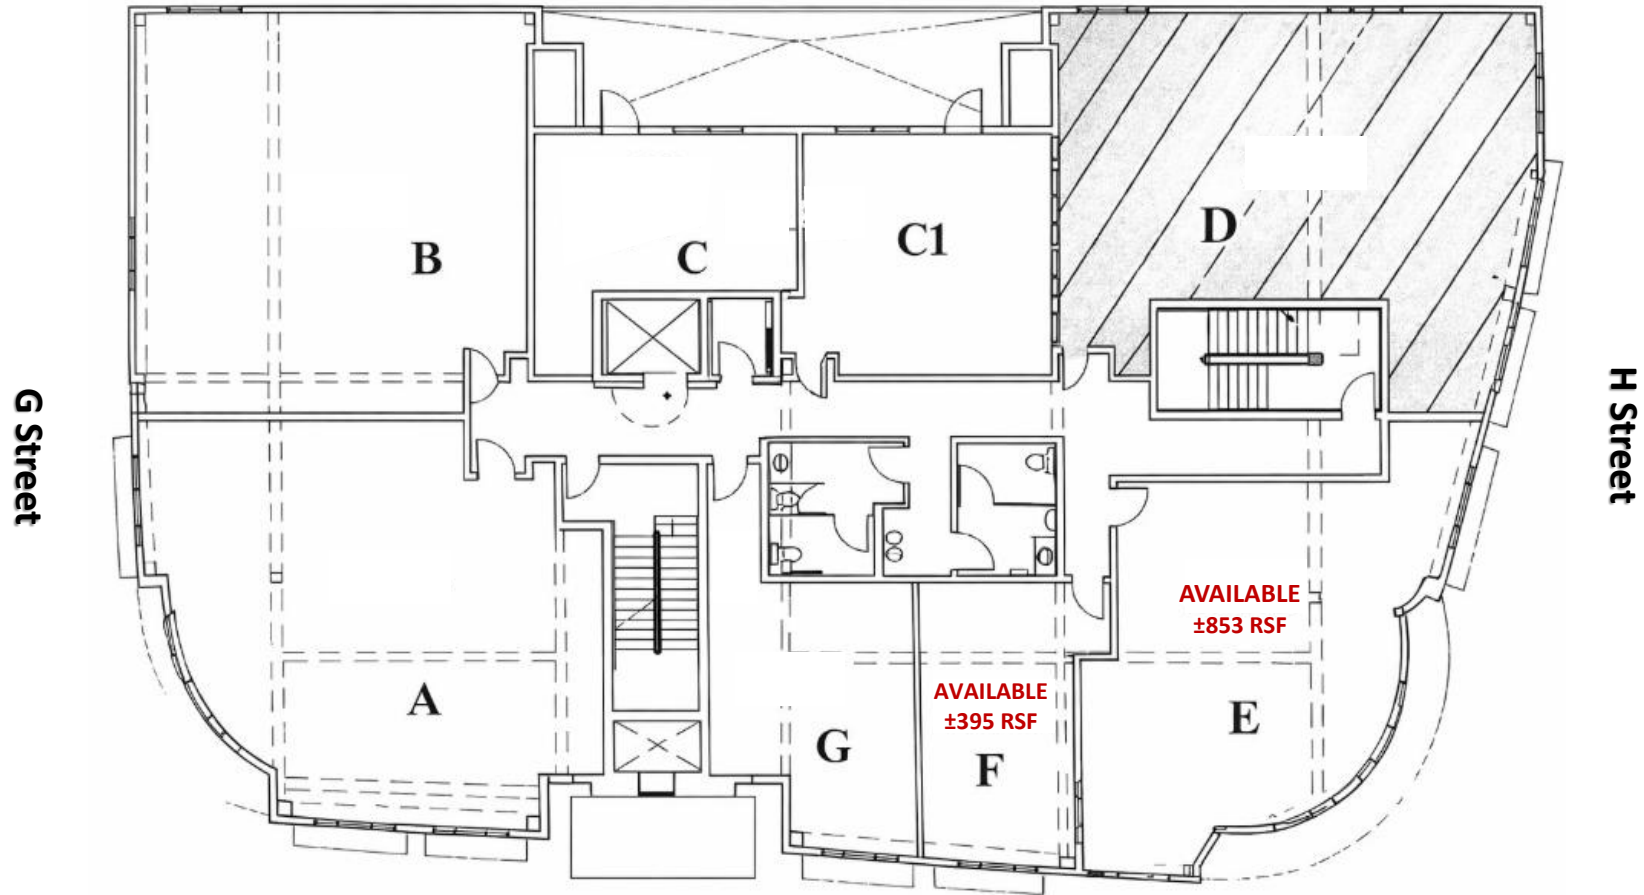 G Street
B
C
C1
D
H Street
AVAILABLE
±853 RSF
A
AVAILABLE
±395 RSF
G
F
E